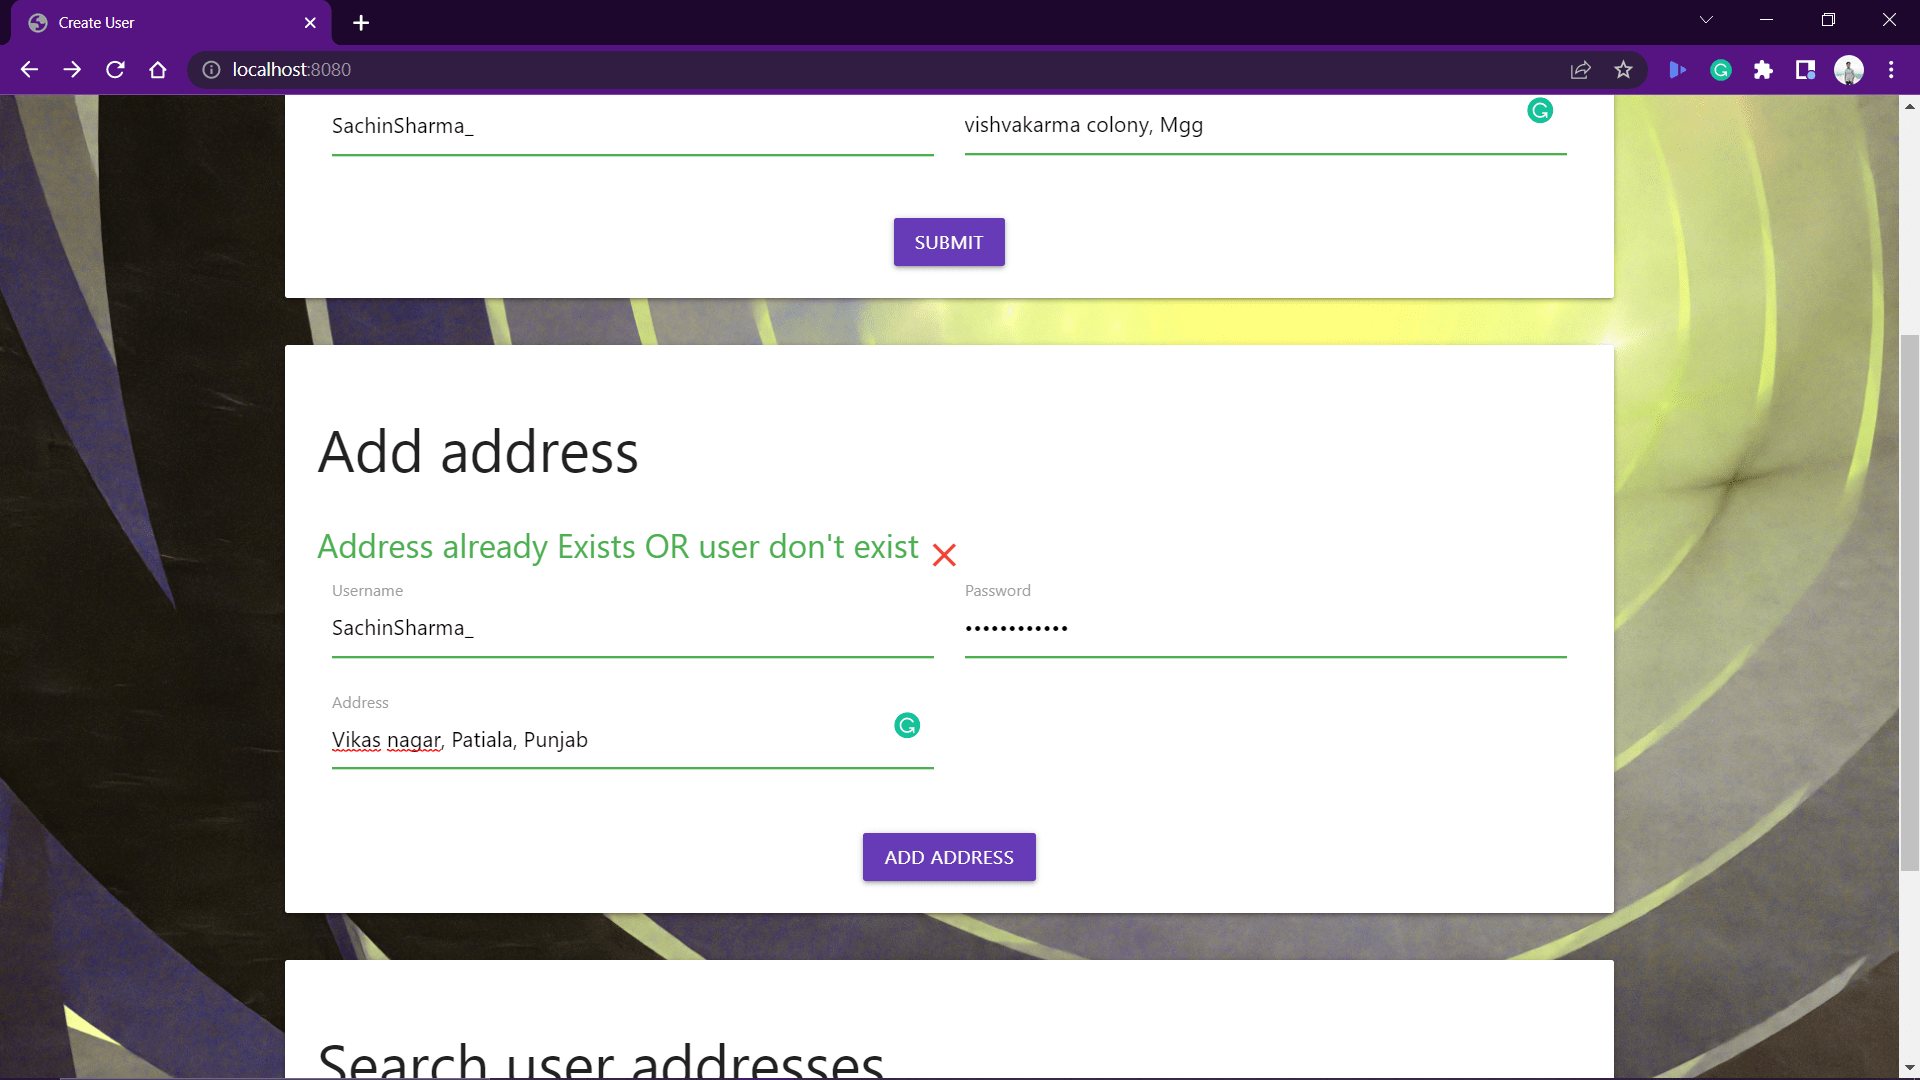 Create User
localhost:8080
SachinSharma_
vishvakarma colony, Mgg
SUBMIT
Add address
Address already Exists OR user don't exist
Username
Password
SachinSharma_
••••••••••••
Address
Vikas nagar, Patiala, Punjab
ADD ADDRESS
Search user addresses